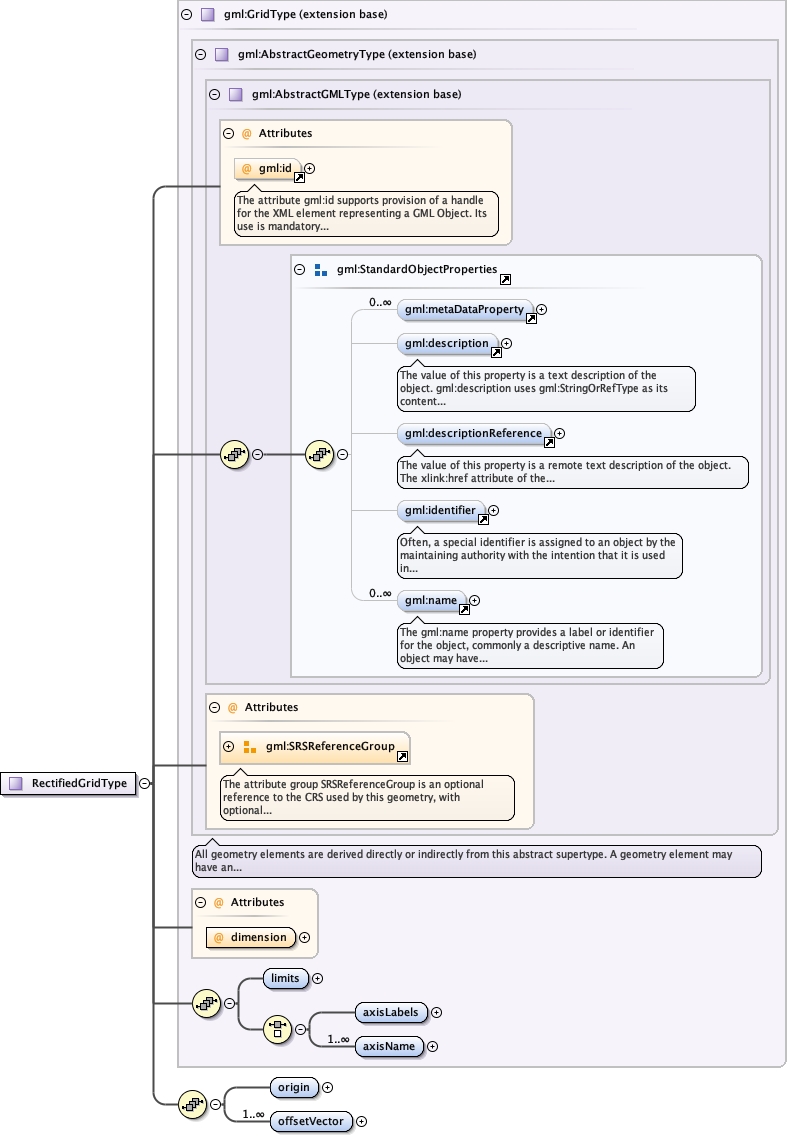 gml:GridType (extension base)
gml:AbstractGeometryType (extension base)
gml:AbstractGMLType (extension base)
@ Attributes
@ gml:id
The attribute gml:id supports provision of a handle
for the XML element representing a GML Object. Its
use is mandatory...
gml:StandardObjectProperties
0..∞
gml:metaDataProperty
gml:description
The value of this property is a text description of the
object. gml:description uses gml:StringOrRefType as its
content...
gml:descriptionReference
The value of this property is a remote text description of the object.
The xlink:href attribute of the...
gml:identifier
Often, a special identifier is assigned to an object by the
maintaining authority with the intention that it is used
in...
0..∞
gml:name
The gml:name property provides a label or identifier
for the object, commonly a descriptive name. An
object may have...
@ Attributes
gml:SRSReferenceGroup
The attribute group SRSReferenceGroup is an optional
reference to the CRS used by this geometry, with
optional...
RectifiedGridType
All geometry elements are derived directly or indirectly from this abstract supertype. A geometry element may
have an...
@ Attributes
@ dimension
limits
axisLabels
1..∞
axisName
origin
1..∞
offsetVector